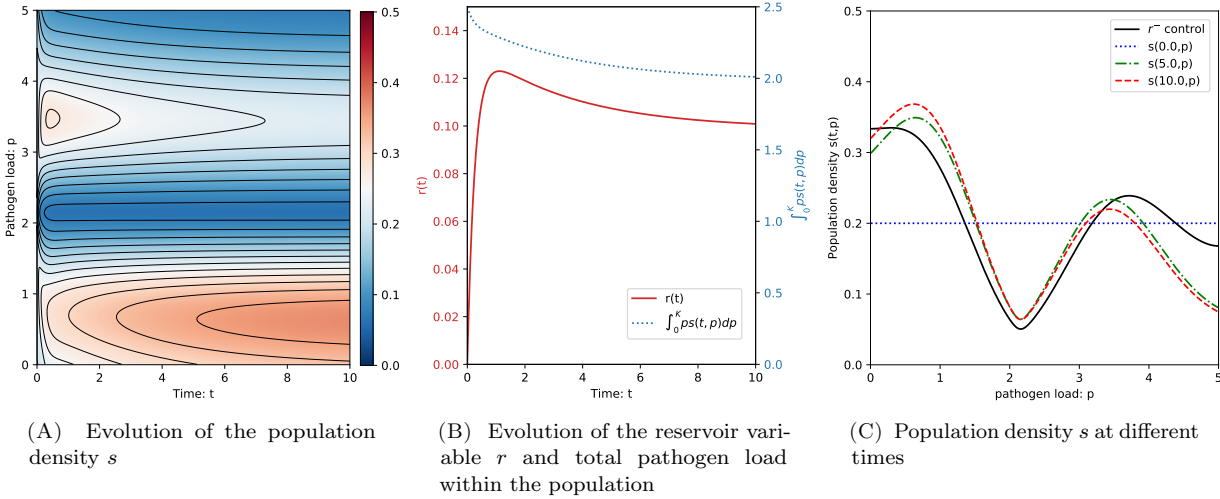 5
4
3
2
1
0
Pathogen load: p
0
2
4
6
8
10
Time: t
0.5
0.4
0.3
0.2
0.1
0.0
0.14
0.12
0.10
0.08
0.06
0.04
0.02
0.00
r(t)
0
2
4
6
8
10
Time: t
2.5
2.0
1.5
1.0
0.5
0.0
∫₀ᴷ ps(t, p)dp
r(t)
∫₀ᴷ ps(t, p)dp
0.5
0.4
0.3
0.2
0.1
0.0
Population density s(t,p)
0
1
2
3
4
5
pathogen load: p
r⁻ control
s(0.0,p)
s(5.0,p)
s(10.0,p)
(A) Evolution of the population
density s
(B) Evolution of the reservoir vari-
able r and total pathogen load
within the population
(C) Population density s at different
times